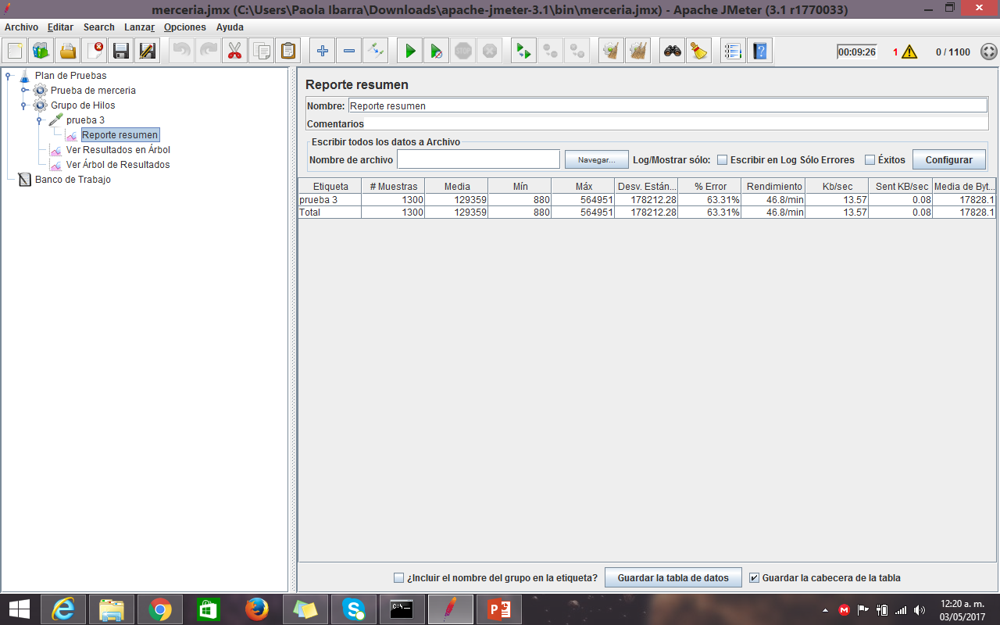 merceria.jmx (C:\Users\Paola Ibarra\Downloads\apache-jmeter-3.1\bin\merceria.jmx) - Apache JMeter (3.1 r1770033)
Archivo Editar Search Lanzar Opciones Ayuda
STOP 00:09:26 1 0 / 1100
Plan de Pruebas
Prueba de merceria
Grupo de Hilos
prueba 3
Reporte resumen
Ver Resultados en Árbol
Ver Árbol de Resultados
Banco de Trabajo
Reporte resumen
Nombre: Reporte resumen
Comentarios
Escribir todos los datos a Archivo
Nombre de archivo Navegar... Log/Mostrar sólo: Escribir en Log Sólo Errores Éxitos Configurar
Etiqueta # Muestras Media Mín Máx Desv. Están... % Error Rendimiento Kb/sec Sent KB/sec Media de Byt...
prueba 3 1300 129359 880 564951 178212.28 63.31% 46.8/min 13.57 0.08 17828.1
Total 1300 129359 880 564951 178212.28 63.31% 46.8/min 13.57 0.08 17828.1
¿Incluir el nombre del grupo en la etiqueta? Guardar la tabla de datos Guardar la cabecera de la tabla
12:20 a. m.
03/05/2017